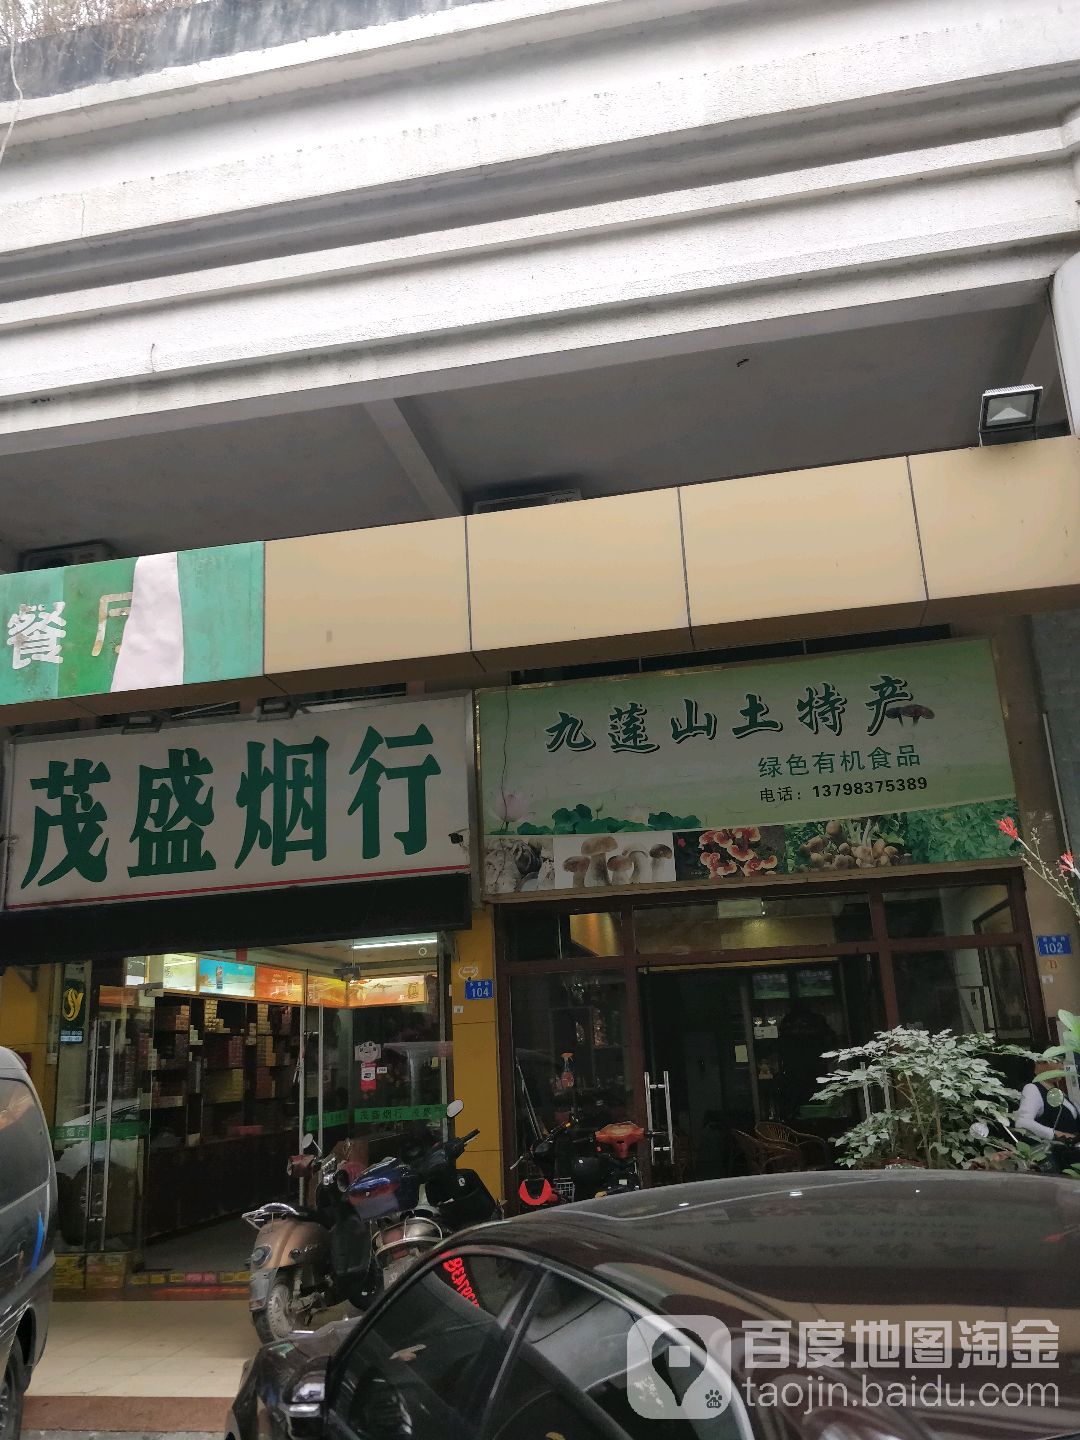 餐厅
茂盛烟行
九莲山土特产
绿色有机食品
电话：13798375389
104
102
茂盛烟行
百度地图淘金
taojin.baidu.com